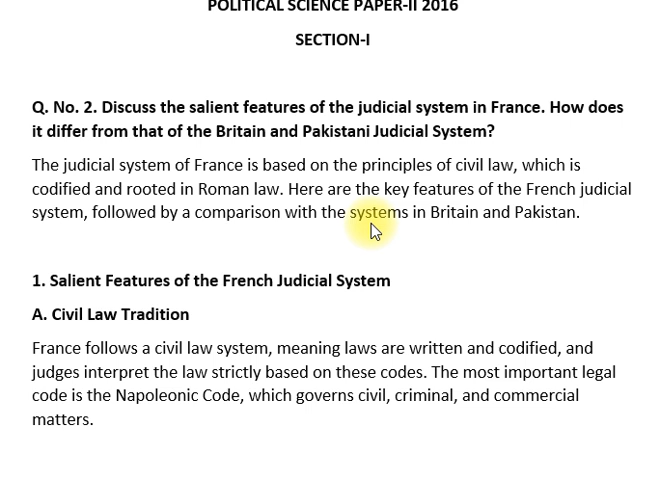 POLITICAL SCIENCE PAPER-II 2016
SECTION-I
Q. No. 2. Discuss the salient features of the judicial system in France. How does
it differ from that of the Britain and Pakistani Judicial System?
The judicial system of France is based on the principles of civil law, which is
codified and rooted in Roman law. Here are the key features of the French judicial
system, followed by a comparison with the systems in Britain and Pakistan.
1. Salient Features of the French Judicial System
A. Civil Law Tradition
France follows a civil law system, meaning laws are written and codified, and
judges interpret the law strictly based on these codes. The most important legal
code is the Napoleonic Code, which governs civil, criminal, and commercial
matters.